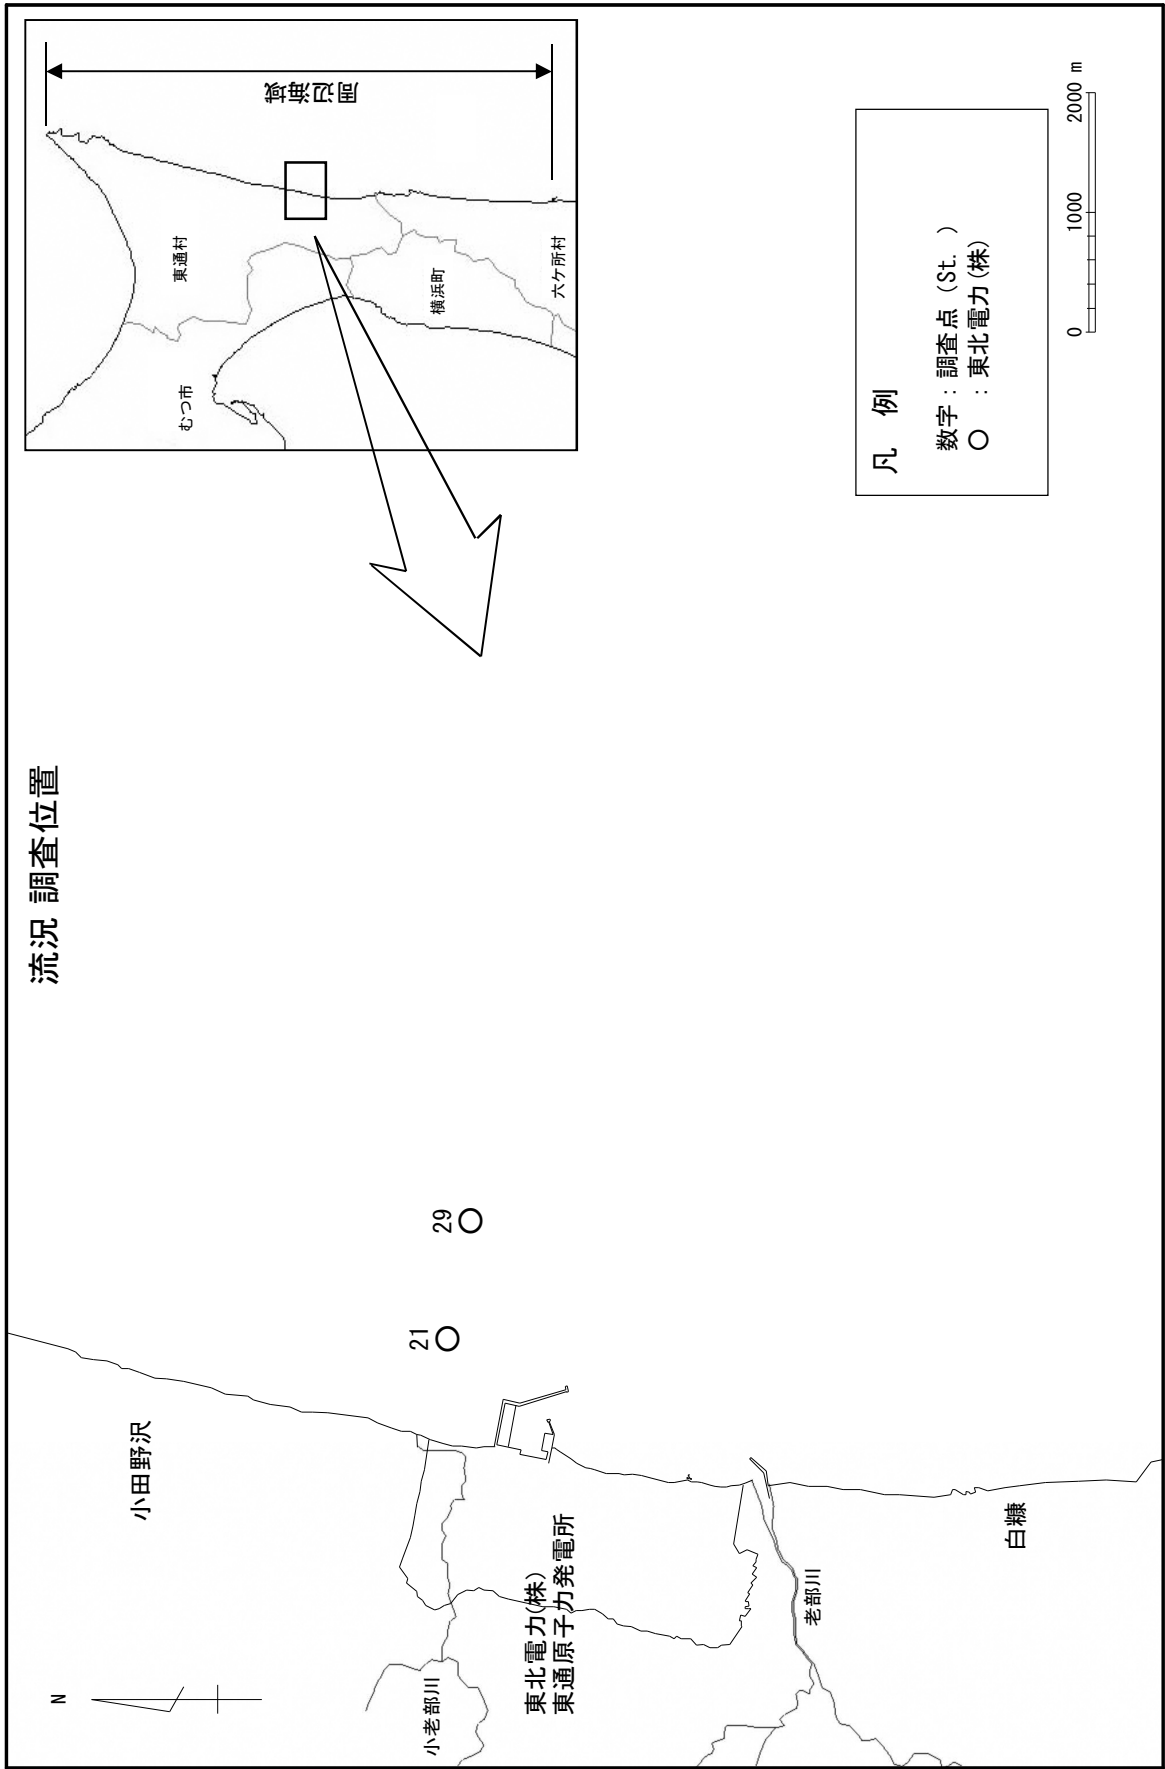 流況 調査位置
N
小田野沢
21
29
小老部川
東北電力(株)
東通原子力発電所
老部川
白糠
周辺海域
むつ市
東通村
横浜町
六ケ所村
凡 例
数字：調査点(St. )
○ ：東北電力(株)
0 1000 2000 m